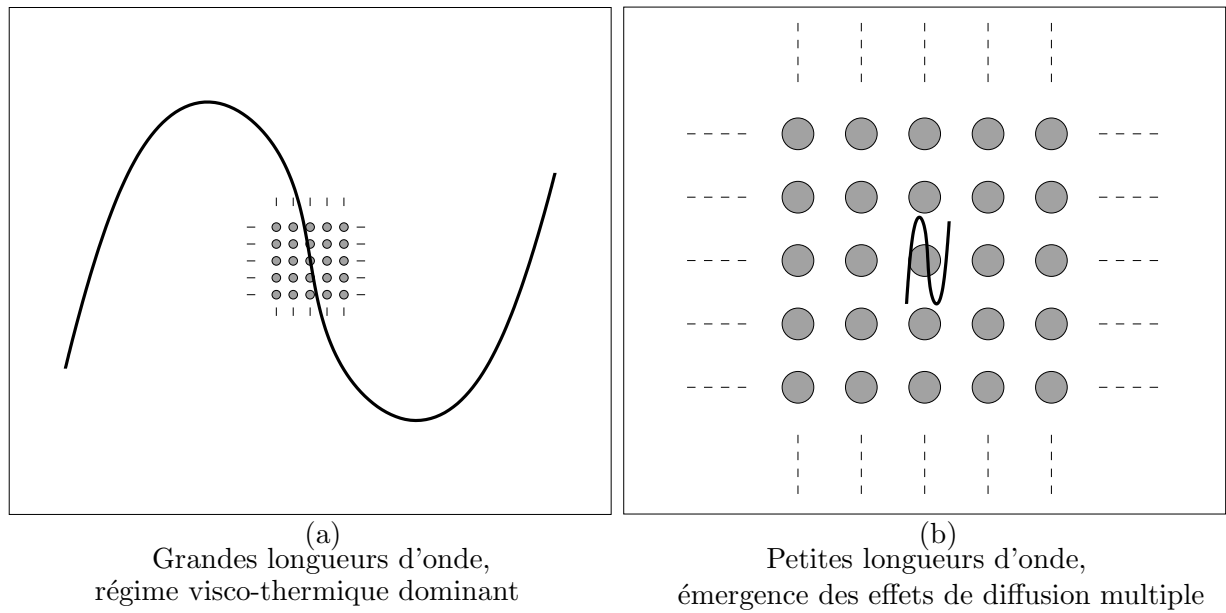 (a)
Grandes longueurs d'onde,
régime visco-thermique dominant
(b)
Petites longueurs d'onde,
émergence des effets de diffusion multiple